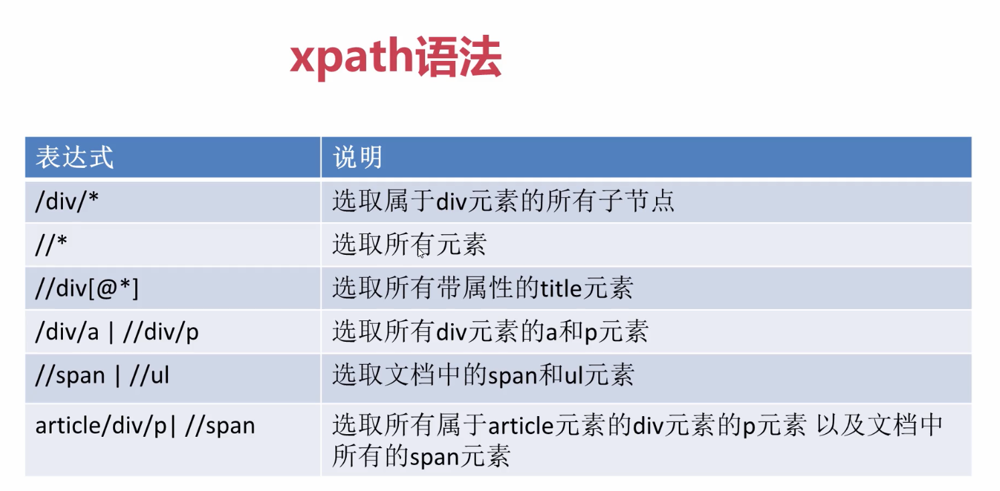 xpath语法
表达式 说明
/div/* 选取属于div元素的所有子节点
//* 选取所有元素
//div[@*] 选取所有带属性的title元素
/div/a | //div/p 选取所有div元素的a和p元素
//span | //ul 选取文档中的span和ul元素
article/div/p| //span 选取所有属于article元素的div元素的p元素 以及文档中
所有的span元素